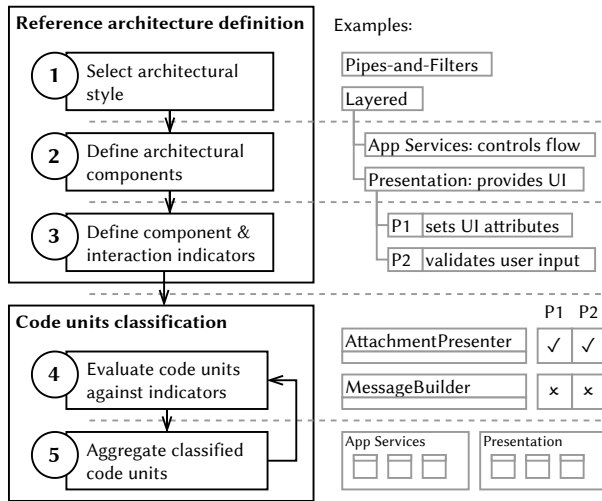 Reference architecture definition
Examples:
1
Select architectural
style
Pipes-and-Filters
Layered
2
Define architectural
components
App Services: controls flow
Presentation: provides UI
3
Define component &
interaction indicators
P1 sets UI attributes
P2 validates user input
Code units classification
P1 P2
4
Evaluate code units
against indicators
AttachmentPresenter ✓ ✓
MessageBuilder × ×
5
Aggregate classified
code units
App Services
Presentation